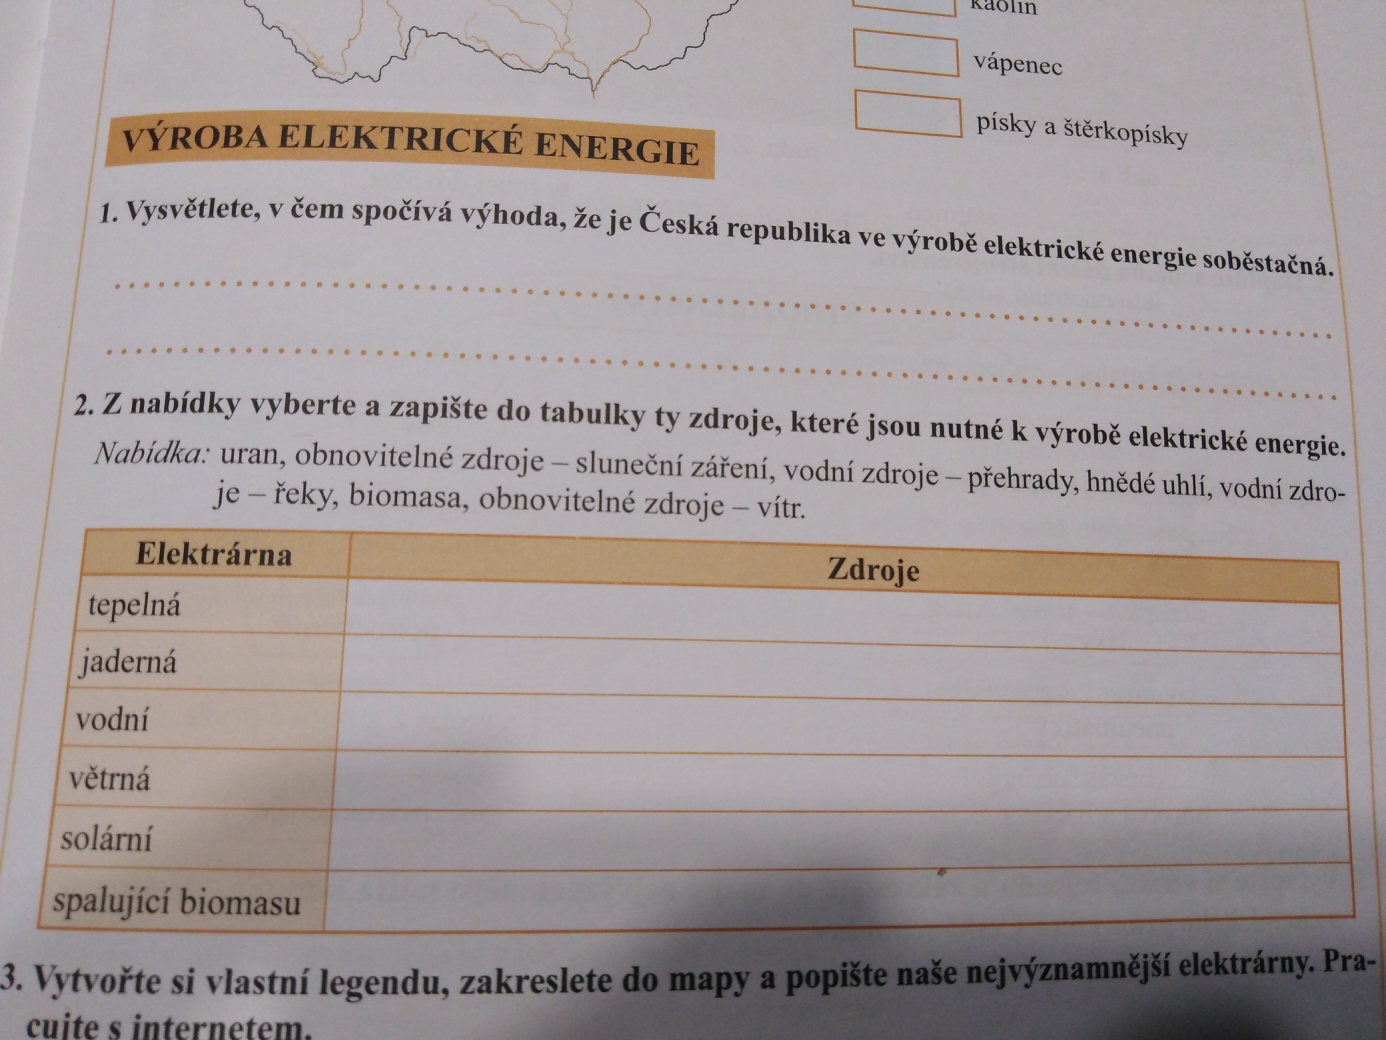 kaolin
vápenec
písky a štěrkopísky
VÝROBA ELEKTRICKÉ ENERGIE
1. Vysvětlete, v čem spočívá výhoda, že je Česká republika ve výrobě elektrické energie soběstačná.
2. Z nabídky vyberte a zapište do tabulky ty zdroje, které jsou nutné k výrobě elektrické energie.
Nabídka: uran, obnovitelné zdroje – sluneční záření, vodní zdroje – přehrady, hnědé uhlí, vodní zdro-
je – řeky, biomasa, obnovitelné zdroje – vítr.
Elektrárna Zdroje
tepelná
jaderná
vodní
větrná
solární
spalující biomasu
3. Vytvořte si vlastní legendu, zakreslete do mapy a popište naše nejvýznamnější elektrárny. Pra-
cujte s internetem.